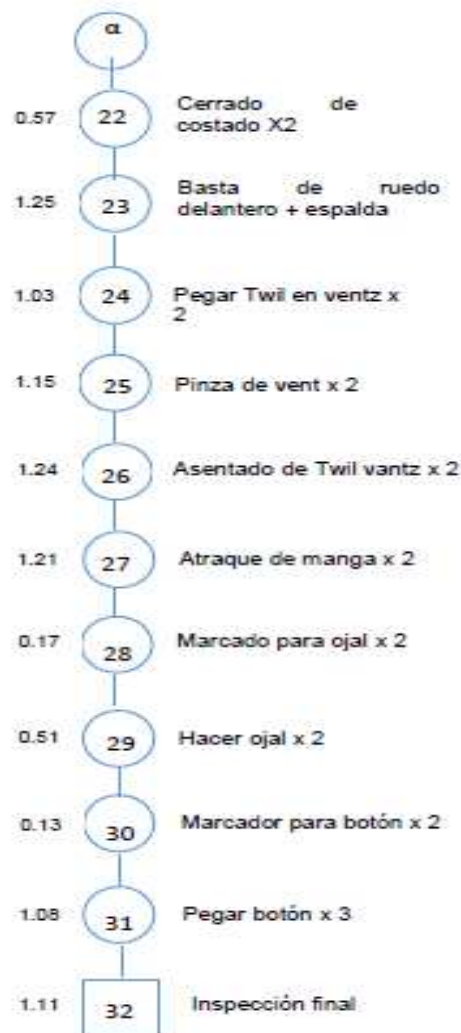 α
0.57 22 Cerrado de
costado X2
1.25 23 Basta de ruedo
delantero + espalda
1.03 24 Pegar Twil en ventz x
2
1.15 25 Pinza de vent x 2
1.24 26 Asentado de Twil vantz x 2
1.21 27 Atraque de manga x 2
0.17 28 Marcado para ojal x 2
0.51 29 Hacer ojal x 2
0.13 30 Marcador para botón x 2
1.08 31 Pegar botón x 3
1.11 32 Inspección final